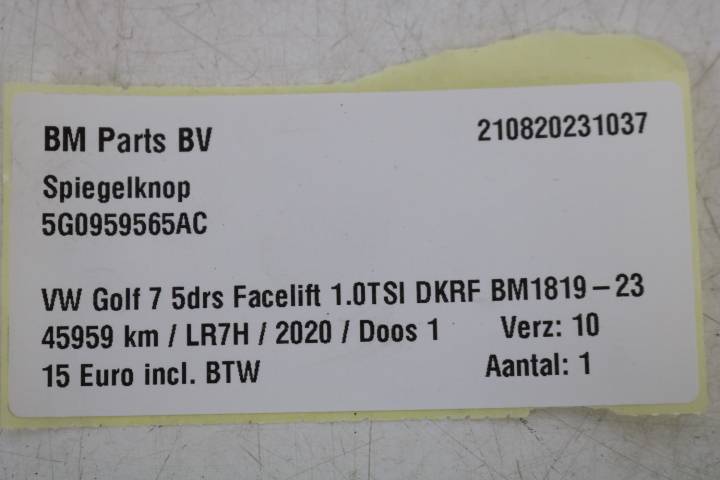 BM Parts BV 210820231037
Spiegelknop
5G0959565AC
VW Golf 7 5drs Facelift 1.0TSI DKRF BM1819-23
45959 km / LR7H / 2020 / Doos 1 Verz: 10
15 Euro incl. BTW Aantal: 1